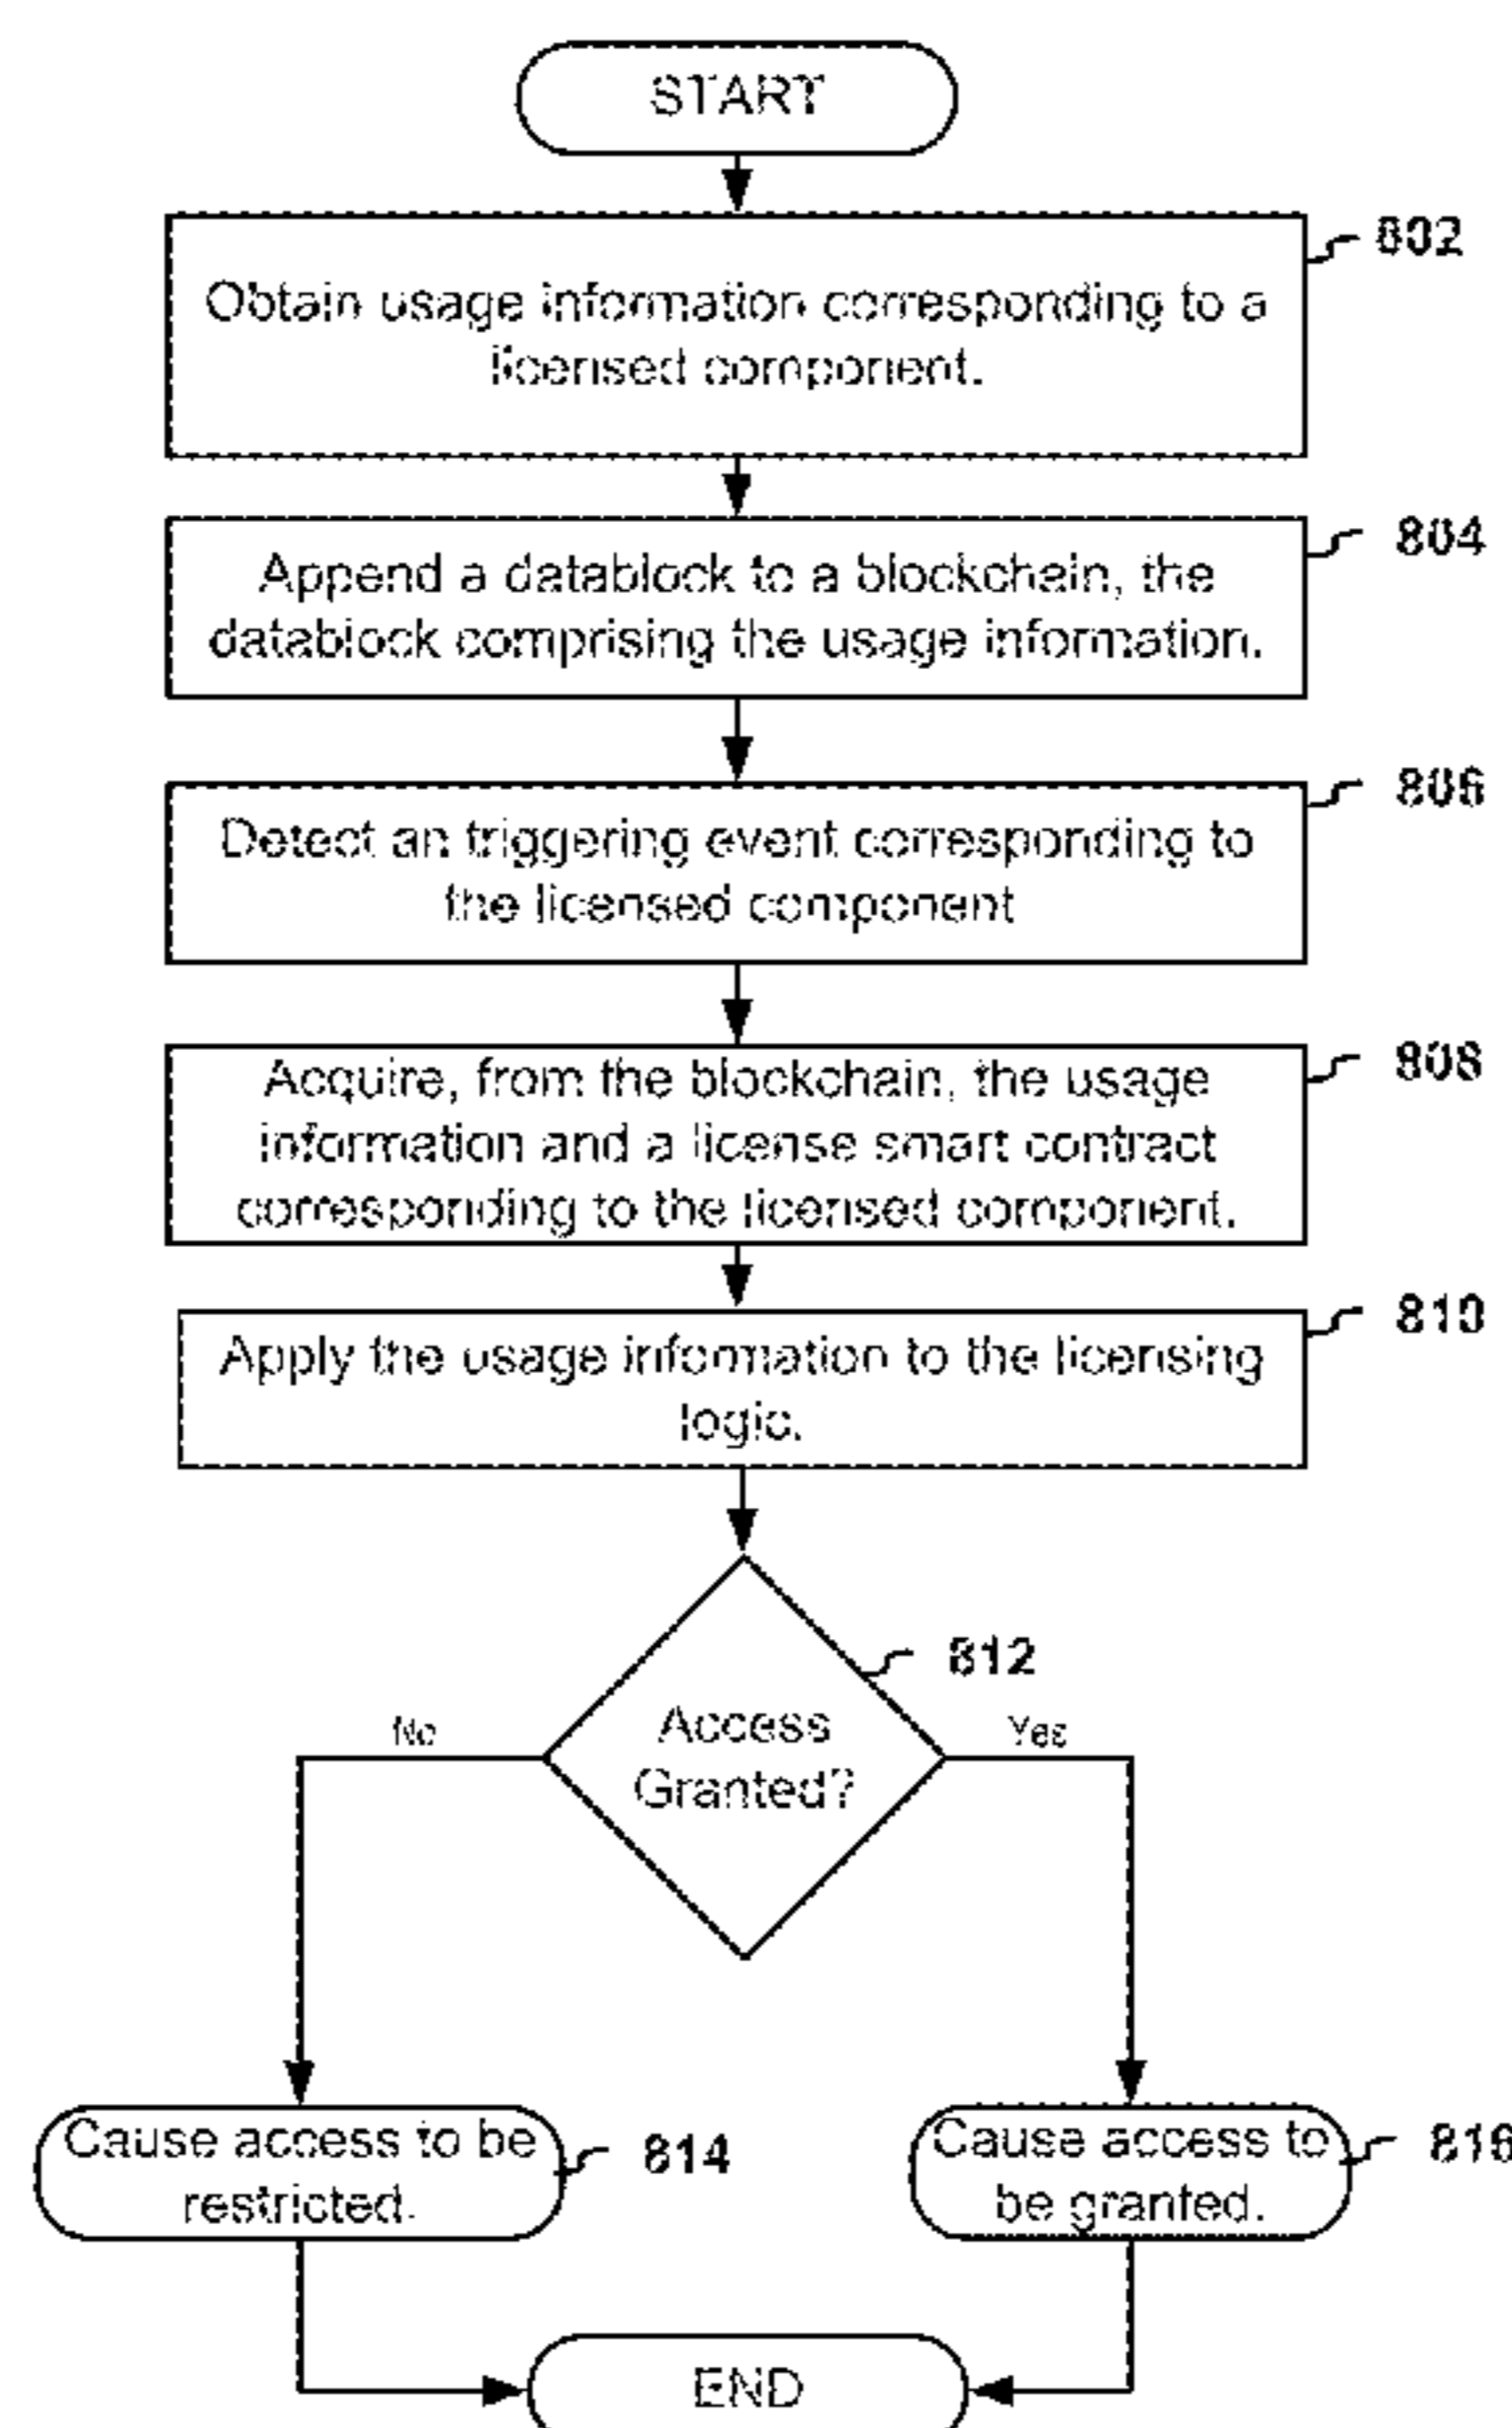 START
802
Obtain usage information corresponding to a
licensed component.
804
Append a datablock to a blockchain, the
datablock comprising the usage information.
806
Detect an triggering event corresponding to
the licensed component
808
Acquire, from the blockchain, the usage
information and a license smart contract
corresponding to the licensed component.
810
Apply the usage information to the licensing
logic.
812
No
Access
Granted?
Yes
Cause access to be
restricted.
814
Cause access to
be granted.
816
END